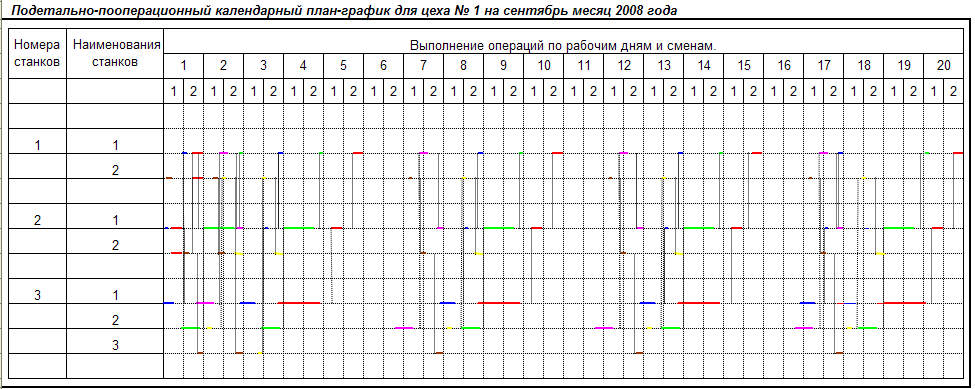 Подетально-пооперационный календарный план-график для цеха № 1 на сентябрь месяц 2008 года
Номера станков Наименования станков Выполнение операций по рабочим дням и сменам.
1 2 3 4 5 6 7 8 9 10 11 12 13 14 15 16 17 18 19 20
1 2 1 2 1 2 1 2 1 2 1 2 1 2 1 2 1 2 1 2 1 2 1 2 1 2 1 2 1 2 1 2 1 2 1 2 1 2 1 2
1 1
2
2 1
2
3 1
2
3